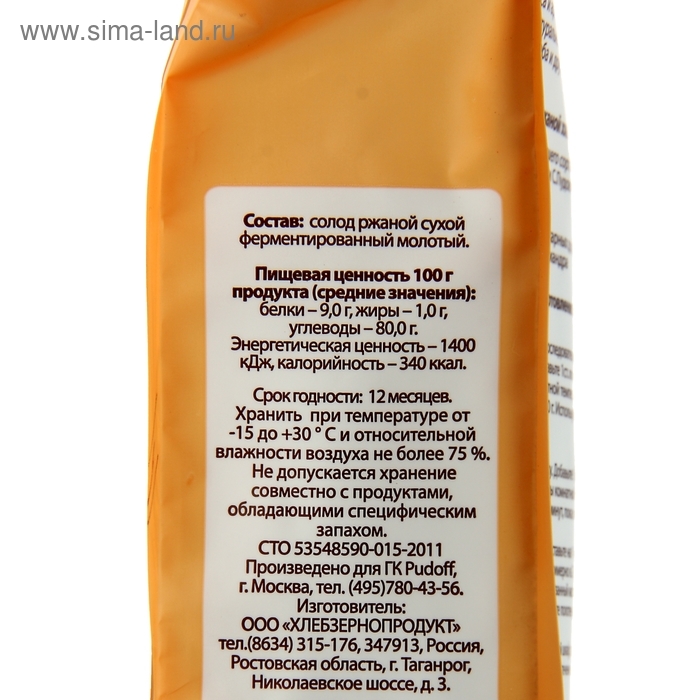 www.sima-land.ru
Состав: солод ржаной сухой
ферментированный молотый.
Пищевая ценность 100 г
продукта (средние значения):
белки – 9,0 г, жиры – 1,0 г,
углеводы – 80,0 г.
Энергетическая ценность – 1400
кДж, калорийность – 340 ккал.
Срок годности: 12 месяцев.
Хранить при температуре от
-15 до +30 ° С и относительной
влажности воздуха не более 75 %.
Не допускается хранение
совместно с продуктами,
обладающими специфическим
запахом.
СТО 53548590-015-2011
Произведено для ГК Pudoff,
г. Москва, тел. (495)780-43-56.
Изготовитель:
ООО «ХЛЕБЗЕРНОПРОДУКТ»
тел.(8634) 315-176, 347913, Россия,
Ростовская область, г. Таганрог,
Николаевское шоссе, д. 3.